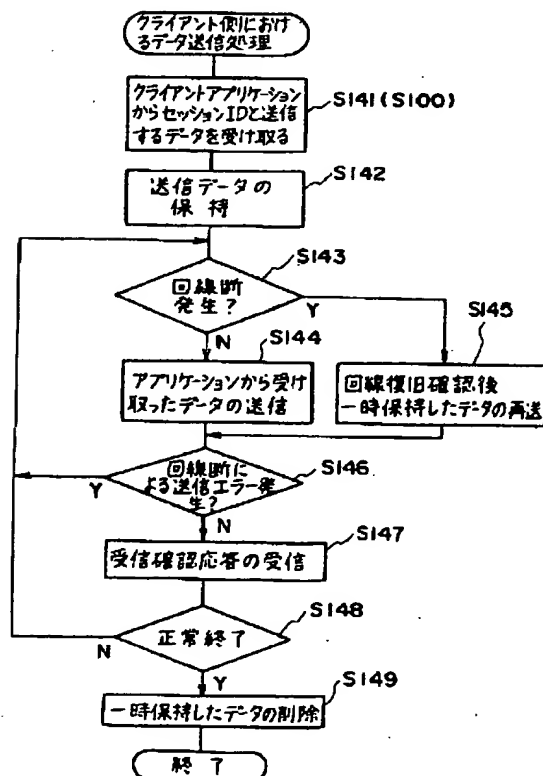 クライアント側におけ
るデータ送信処理
クライアントアプリケーション
からセッションIDと送信
するデータを受け取る
S141(S100)
送信データの
保持
S142
回線断
発生?
S143
Y
N
S144
アプリケーションから受け
取ったデータの送信
S145
回線復旧確認後
一時保持したデータの再送
回線断に
よる送信エラー発
生?
S146
Y
N
受信確認応答の受信
S147
正常終了
S148
N
Y
一時保持したデータの削除
S149
終了